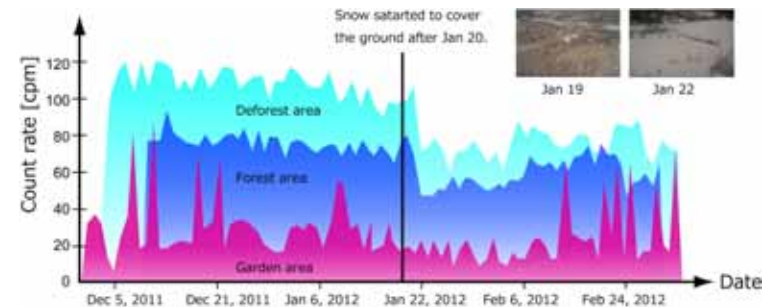 Snow satarted to cover
the ground after Jan 20.
Jan 19
Jan 22
Count rate [cpm]
120
100
80
60
40
20
0
Deforest area
Forest area
Garden area
Dec 5, 2011
Dec 21, 2011
Jan 6, 2012
Jan 22, 2012
Feb 6, 2012
Feb 24, 2012
Date